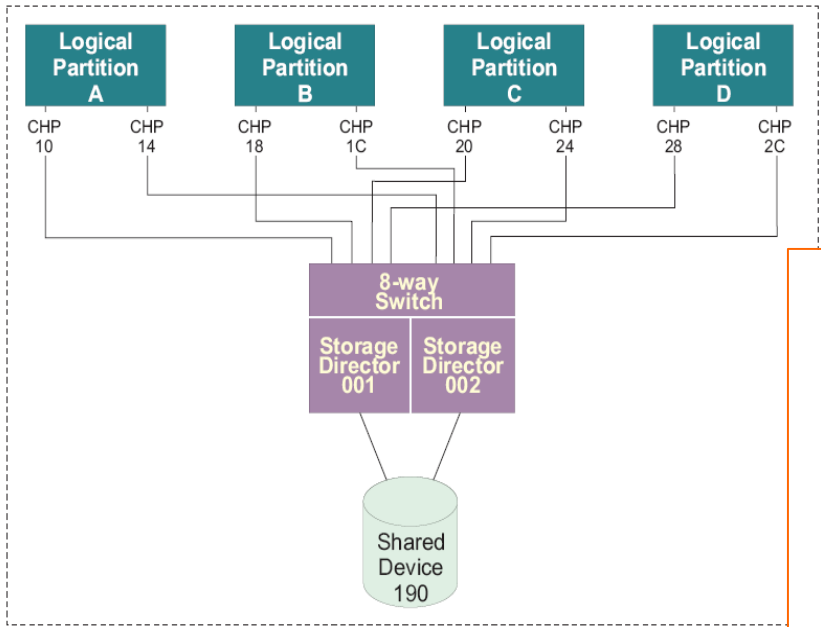 Logical
Partition
A
Logical
Partition
B
Logical
Partition
C
Logical
Partition
D
CHP
10
CHP
14
CHP
18
CHP
1C
CHP
20
CHP
24
CHP
28
CHP
2C
8-way
Switch
Storage
Director
001
Storage
Director
002
Shared
Device
190